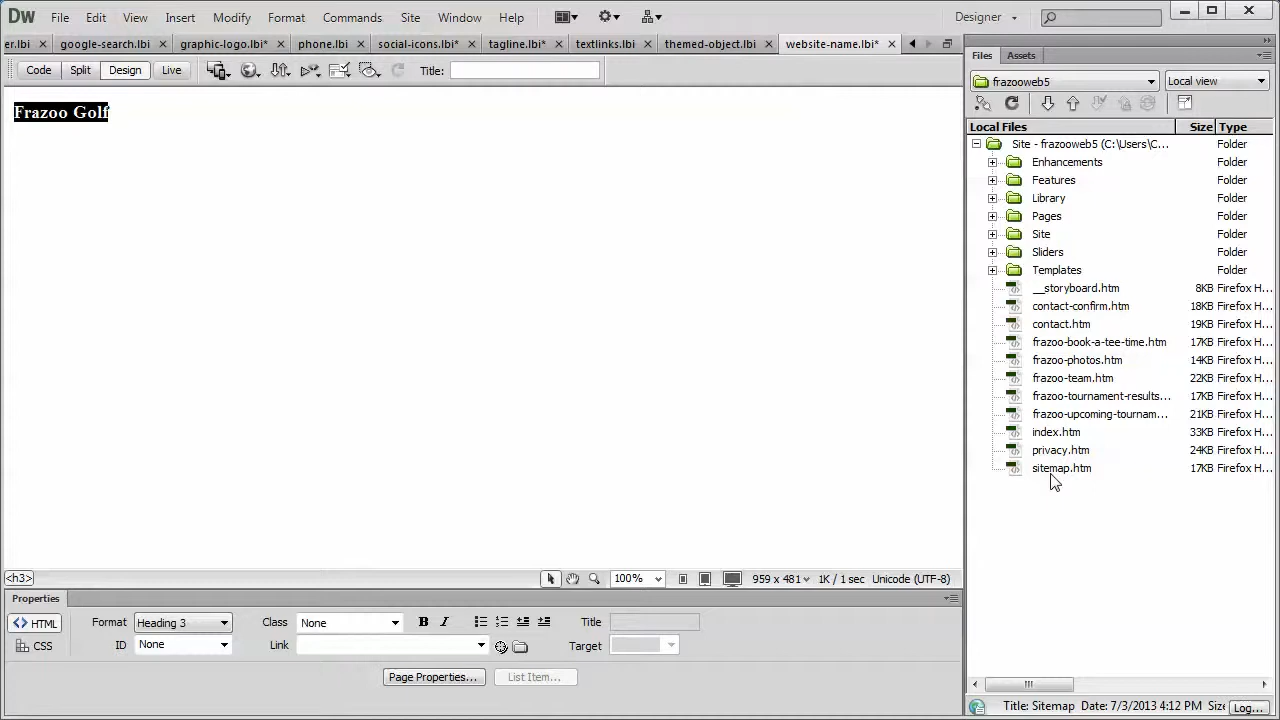 Dw File Edit View Insert Modify Format Commands Site Window Help Designer
er.lbi google-search.lbi graphic-logo.lbi* phone.lbi social-icons.lbi* tagline.lbi* textlinks.lbi themed-object.lbi website-name.lbi*
Code Split Design Live Title:
Frazoo Golf
<h3> 100% 959 x 481 1K / 1 sec Unicode (UTF-8)
Properties
HTML Format Heading 3 Class None B I Title
CSS ID None Link Target
Page Properties... List Item...
Files Assets
frazooweb5 Local view
Local Files Size Type
Site - frazooweb5 (C:\Users\C... Folder
Enhancements Folder
Features Folder
Library Folder
Pages Folder
Site Folder
Sliders Folder
Templates Folder
__storyboard.htm 8KB Firefox H...
contact-confirm.htm 18KB Firefox H...
contact.htm 19KB Firefox H...
frazoo-book-a-tee-time.htm 17KB Firefox H...
frazoo-photos.htm 14KB Firefox H...
frazoo-team.htm 22KB Firefox H...
frazoo-tournament-results... 17KB Firefox H...
frazoo-upcoming-tournam... 21KB Firefox H...
index.htm 33KB Firefox H...
privacy.htm 24KB Firefox H...
sitemap.htm 17KB Firefox H...
Title: Sitemap Date: 7/3/2013 4:12 PM Size Log...